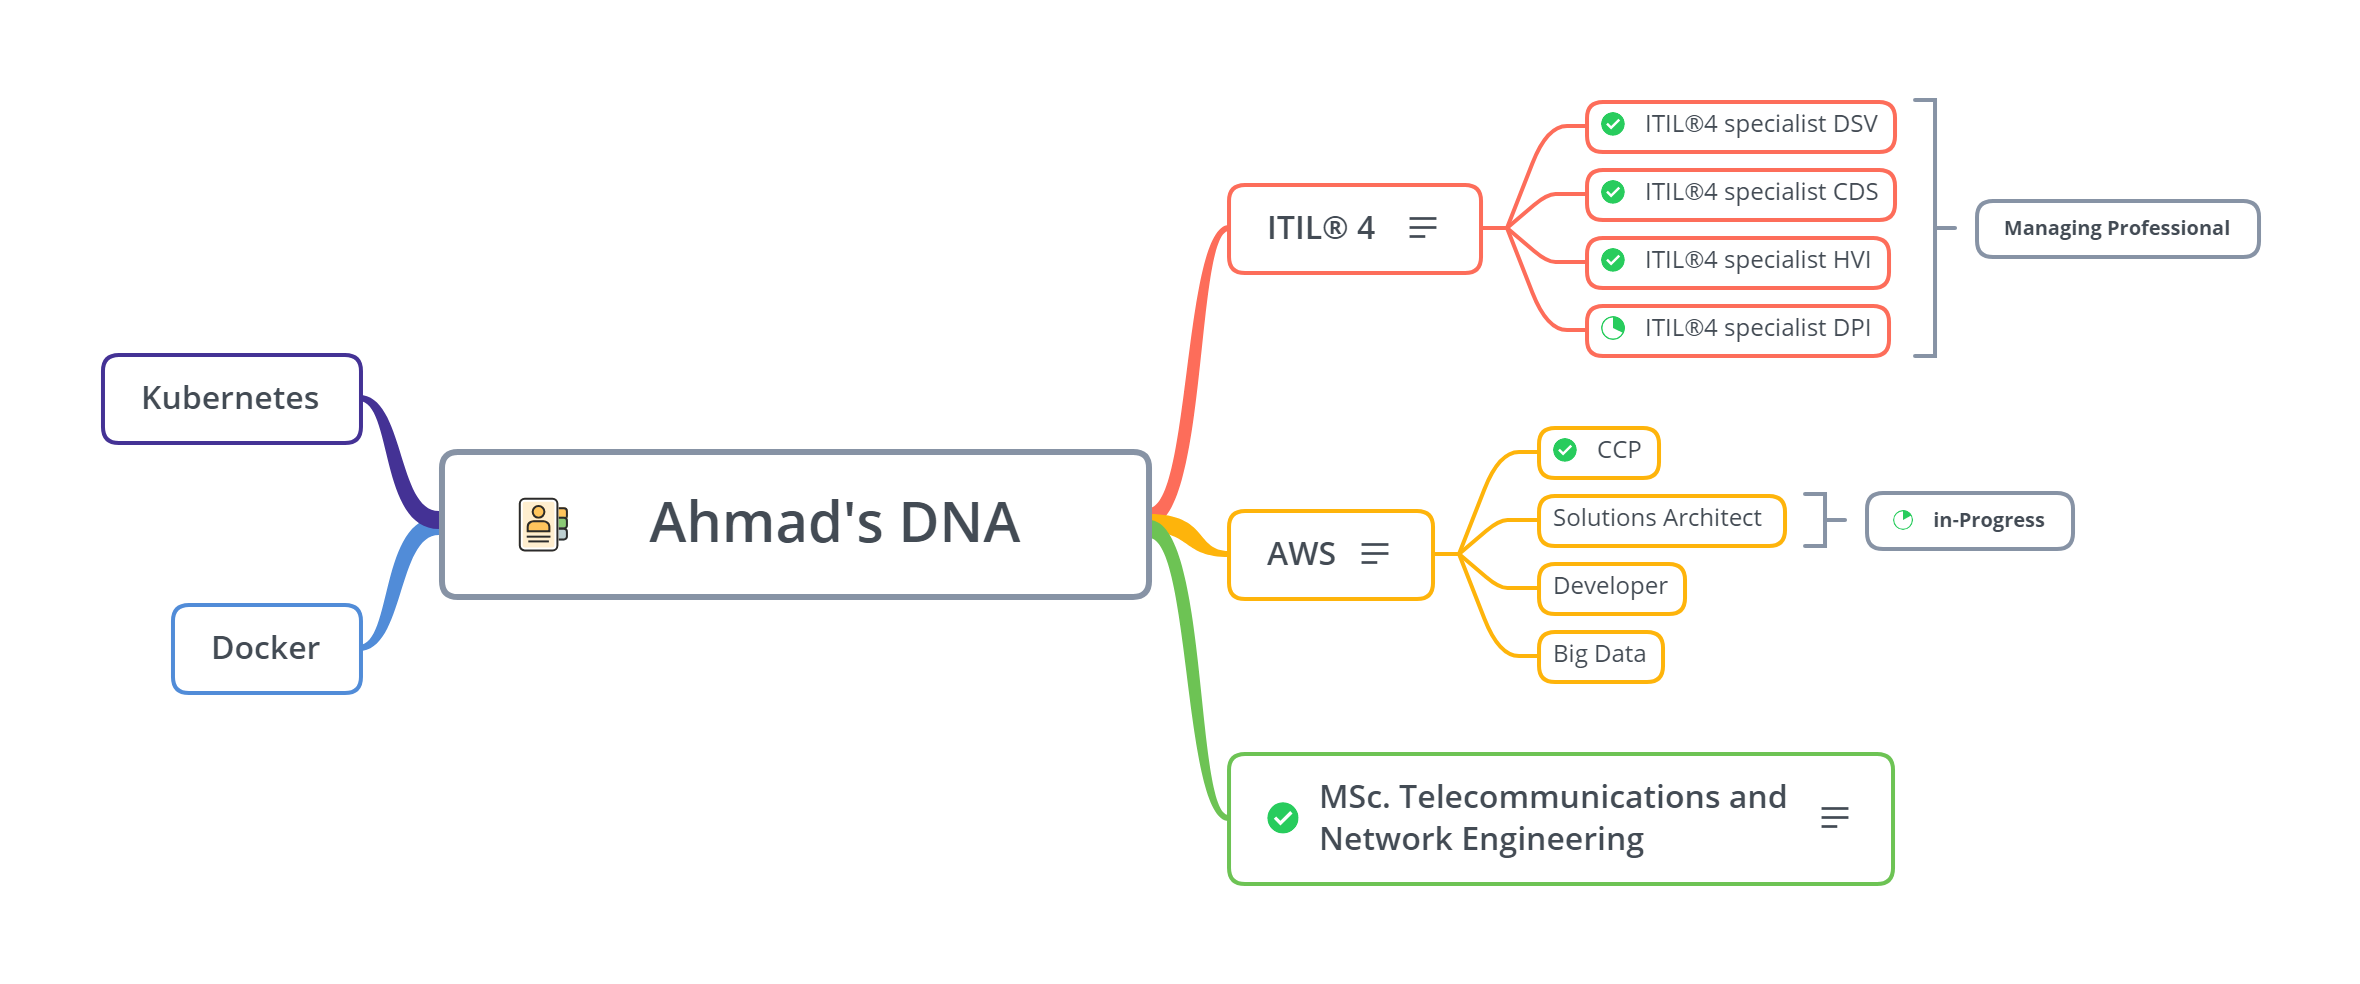 Kubernetes
Docker
Ahmad's DNA
ITIL® 4
ITIL®4 specialist DSV
ITIL®4 specialist CDS
ITIL®4 specialist HVI
ITIL®4 specialist DPI
Managing Professional
AWS
CCP
Solutions Architect
in-Progress
Developer
Big Data
MSc. Telecommunications and
Network Engineering